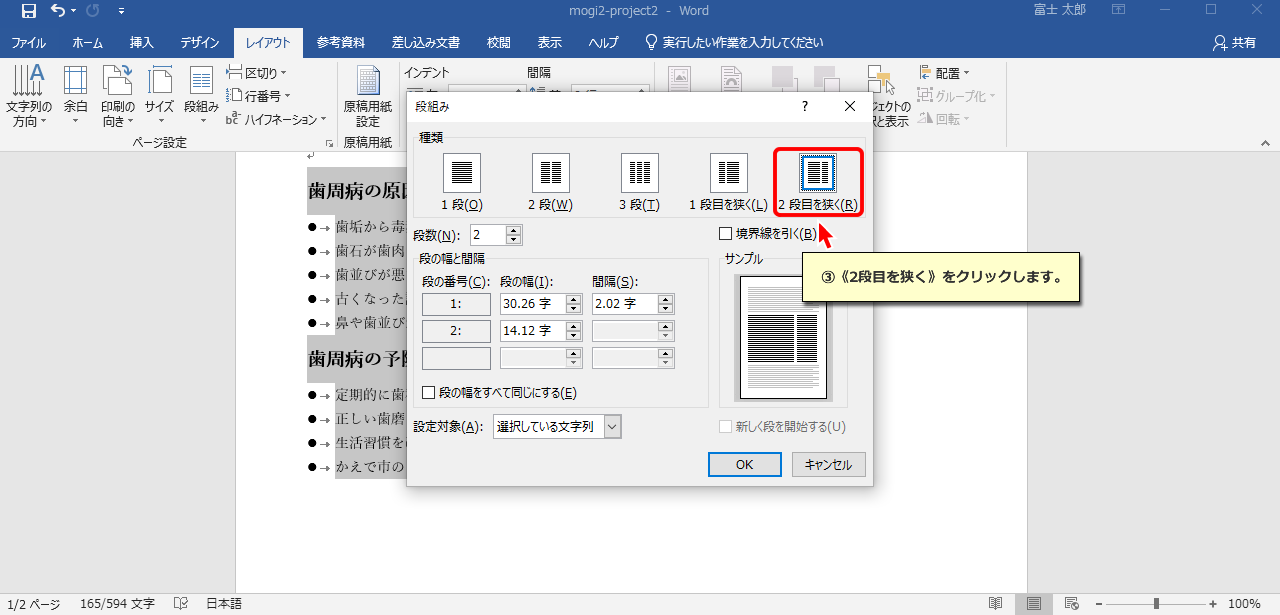 mogi2-project2 - Word
富士 太郎
ファイル ホーム 挿入 デザイン レイアウト 参考資料 差し込み文書 校閲 表示 ヘルプ 実行したい作業を入力してください 共有
文字列の方向 余白 印刷の向き サイズ 段組み
区切り
行番号
ハイフネーション
ページ設定
原稿用紙設定
原稿用紙
インデント 間隔
配置
グループ化
回転
段組み ? ×
種類
1 段(O) 2 段(W) 3 段(T) 1 段目を狭く(L) 2 段目を狭く(R)
段数(N): 2
境界線を引く(B)
段の幅と間隔
段の番号(C): 段の幅(I): 間隔(S):
1: 30.26 字 2.02 字
2: 14.12 字
段の幅をすべて同じにする(E)
サンプル
設定対象(A): 選択している文字列
新しく段を開始する(U)
OK キャンセル
③《2段目を狭く》をクリックします。
歯周病の原因
歯垢から毒
歯石が歯肉
歯並びが悪
古くなった
鼻や歯並び
歯周病の予防
定期的に歯
正しい歯磨
生活習慣を
かえで市の
1/2 ページ 165/594 文字 日本語 100%